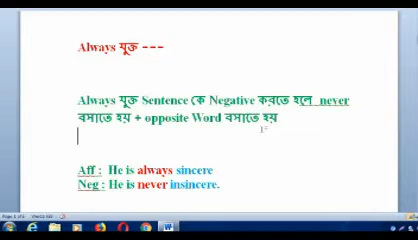 Always যুক্ত ---
Always যুক্ত Sentence কে Negative করতে হলে never
বসাতে হয় + opposite Word বসাতে হয়
Aff : He is always sincere
Neg : He is never insincere.